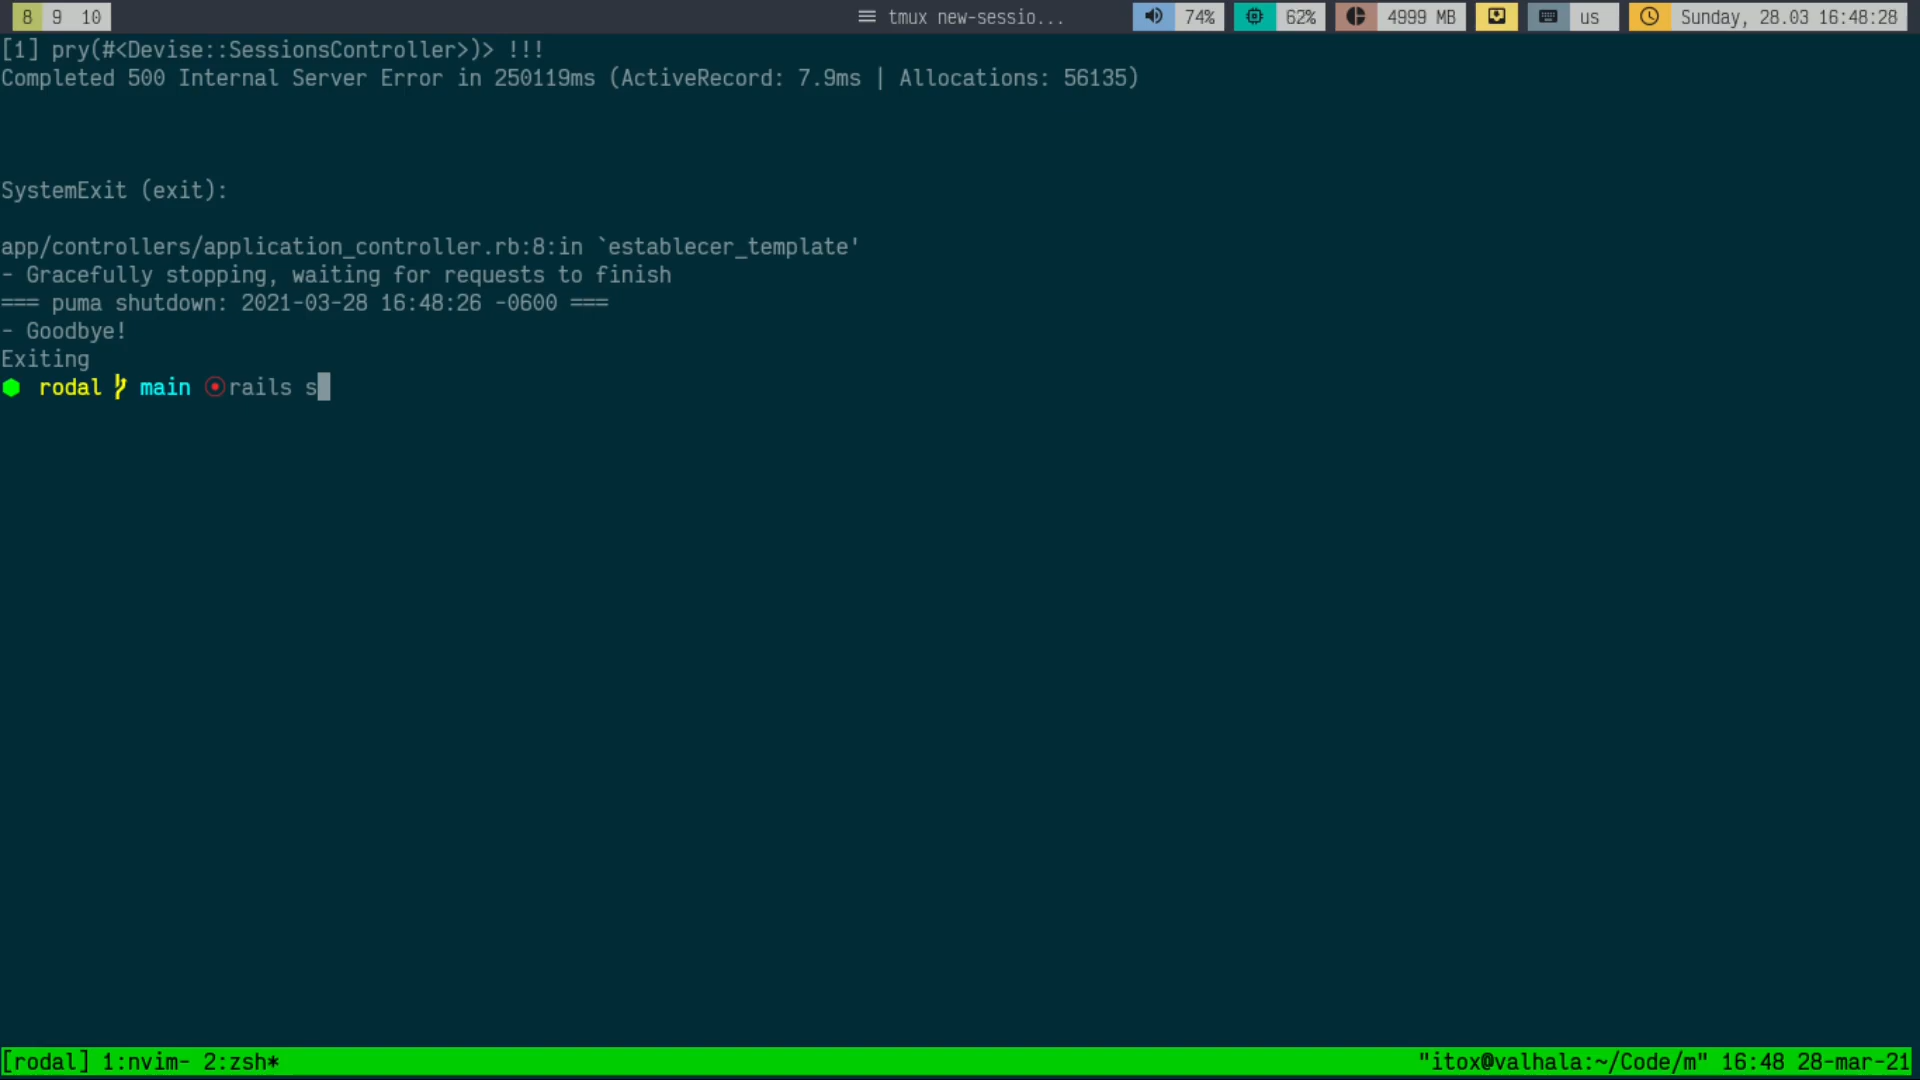 8 9 10 tmux new-sessio... 74% 62% 4999 MB us Sunday, 28.03 16:48:28
[1] pry(#<Devise::SessionsController>)> !!!
Completed 500 Internal Server Error in 250119ms (ActiveRecord: 7.9ms | Allocations: 56135)
SystemExit (exit):
app/controllers/application_controller.rb:8:in `establecer_template'
- Gracefully stopping, waiting for requests to finish
=== puma shutdown: 2021-03-28 16:48:26 -0600 ===
- Goodbye!
Exiting
rodal main rails s
[rodal] 1:nvim- 2:zsh* "itox@valhala:~/Code/m" 16:48 28-mar-21